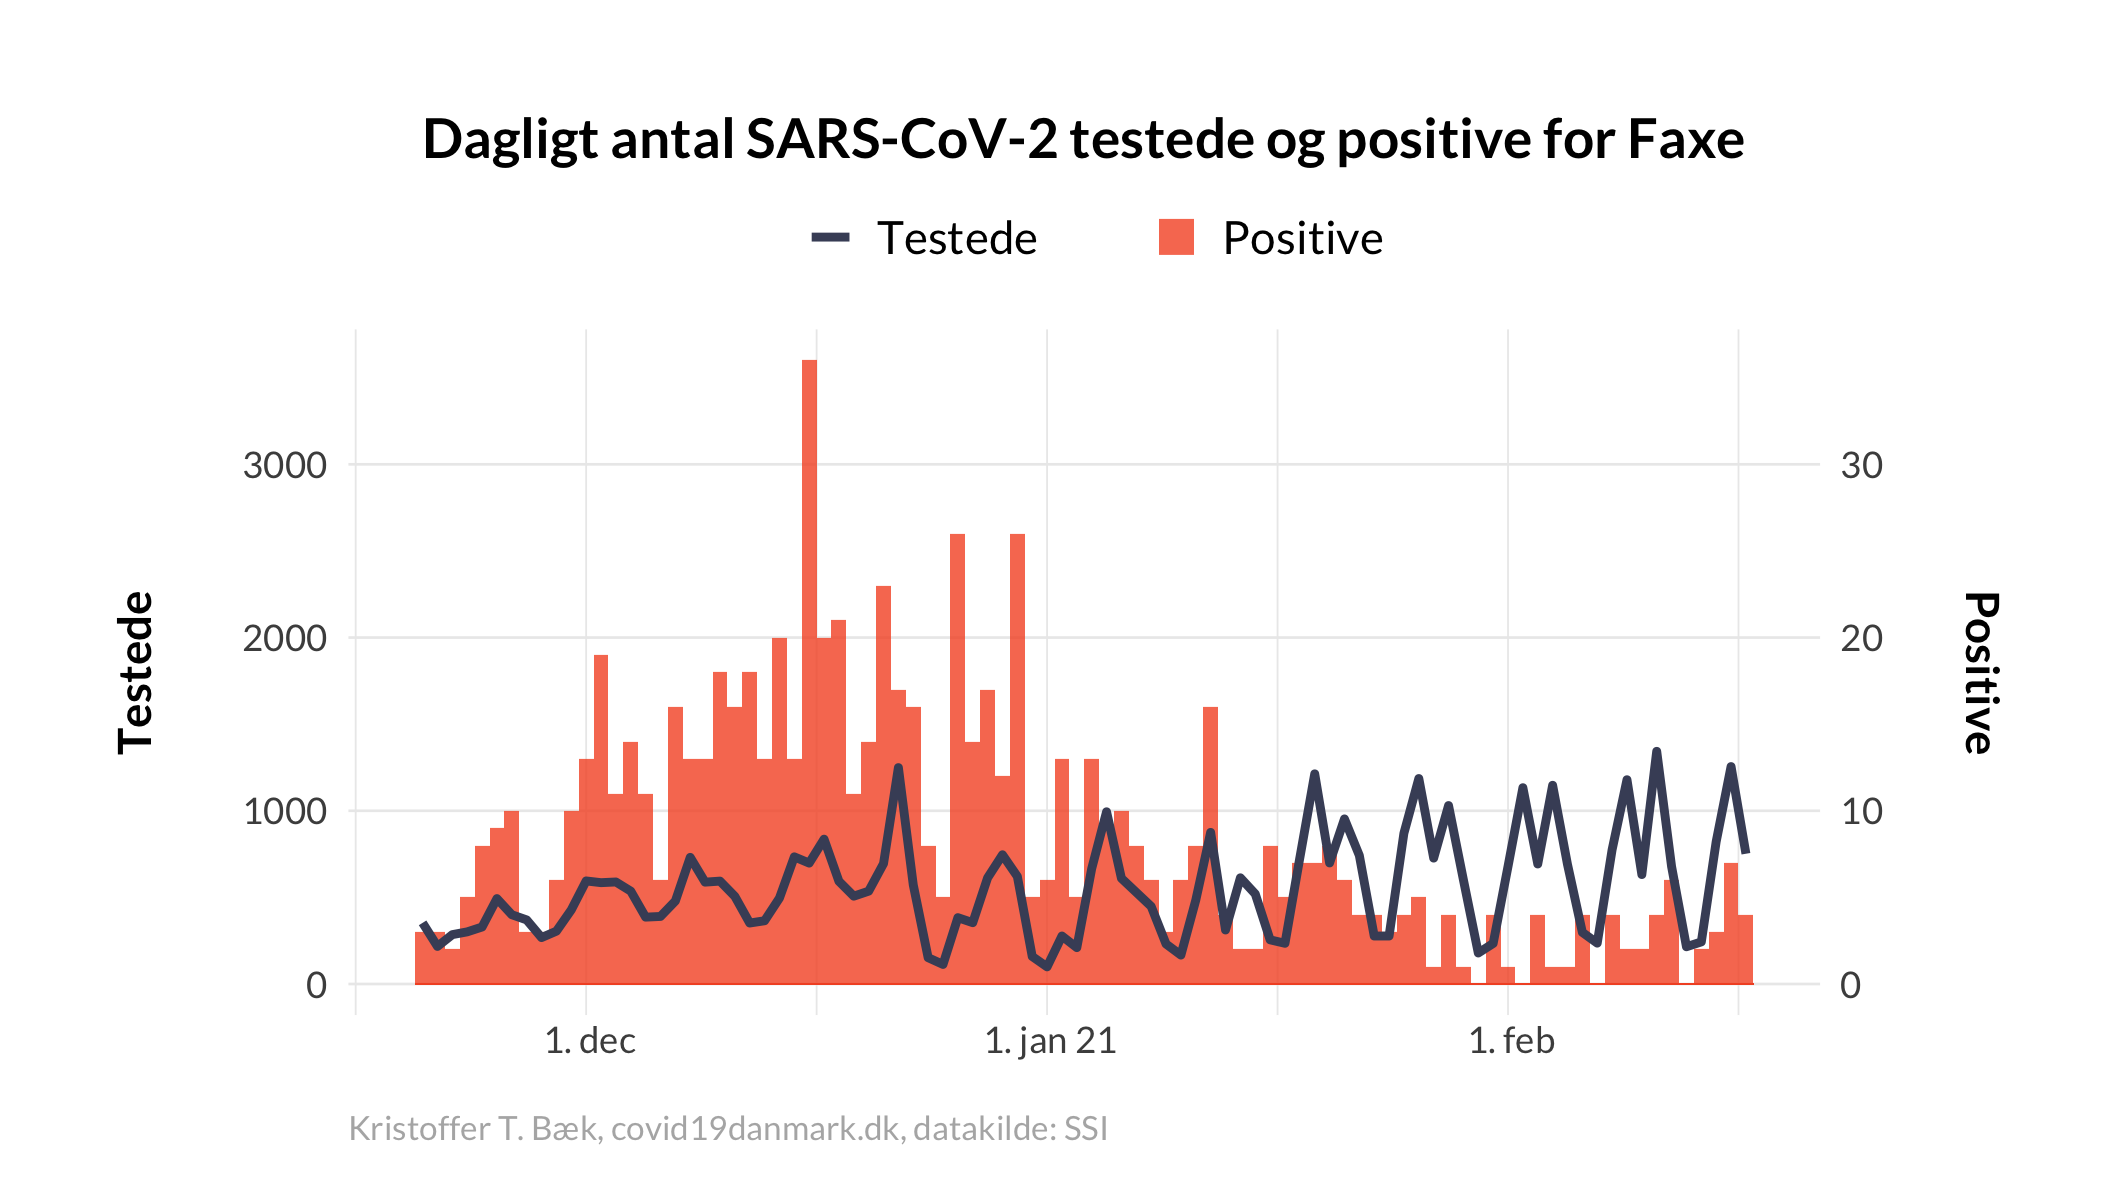 Dagligt antal SARS-CoV-2 testede og positive for Faxe
Testede Positive
3000 30
2000 20
1000 10
0 0
Testede
Positive
1. dec 1. jan 21 1. feb
Kristoffer T. Bæk, covid19danmark.dk, datakilde: SSI